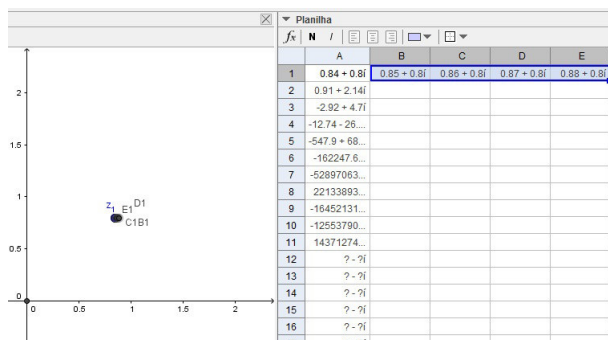 Planilha
fx N I
A B C D E
1 0.84 + 0.8í 0.85 + 0.8í 0.86 + 0.8í 0.87 + 0.8í 0.88 + 0.8í
2 0.91 + 2.14í
3 -2.92 + 4.7í
4 -12.74 - 26....
5 -547.9 + 68...
6 -162247.6...
7 -52897063...
8 22133893...
9 -16452131...
10 -12553790...
11 14371274...
12 ? - ?í
13 ? - ?í
14 ? - ?í
15 ? - ?í
16 ? - ?í
2
1.5
1
z1 E1 D1
C1B1
0.5
0
0 0.5 1 1.5 2